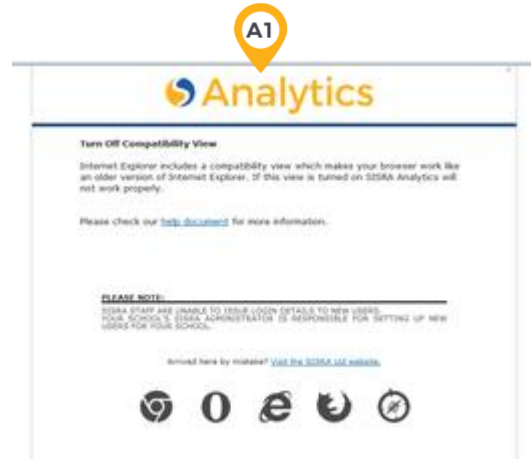 A1
Analytics
Turn Off Compatibility View
Internet Explorer includes a compatibility view which makes your browser work like
an older version of Internet Explorer. If this view is turned on SISRA Analytics will
not work properly.
Please check our help document for more information.
PLEASE NOTE:
SISRA STAFF ARE UNABLE TO ISSUE LOGIN DETAILS TO NEW USERS.
YOUR SCHOOL'S SISRA ADMINISTRATOR IS RESPONSIBLE FOR SETTING UP NEW
USERS FOR YOUR SCHOOL.
Arrived here by mistake? Visit the SISRA Ltd website.